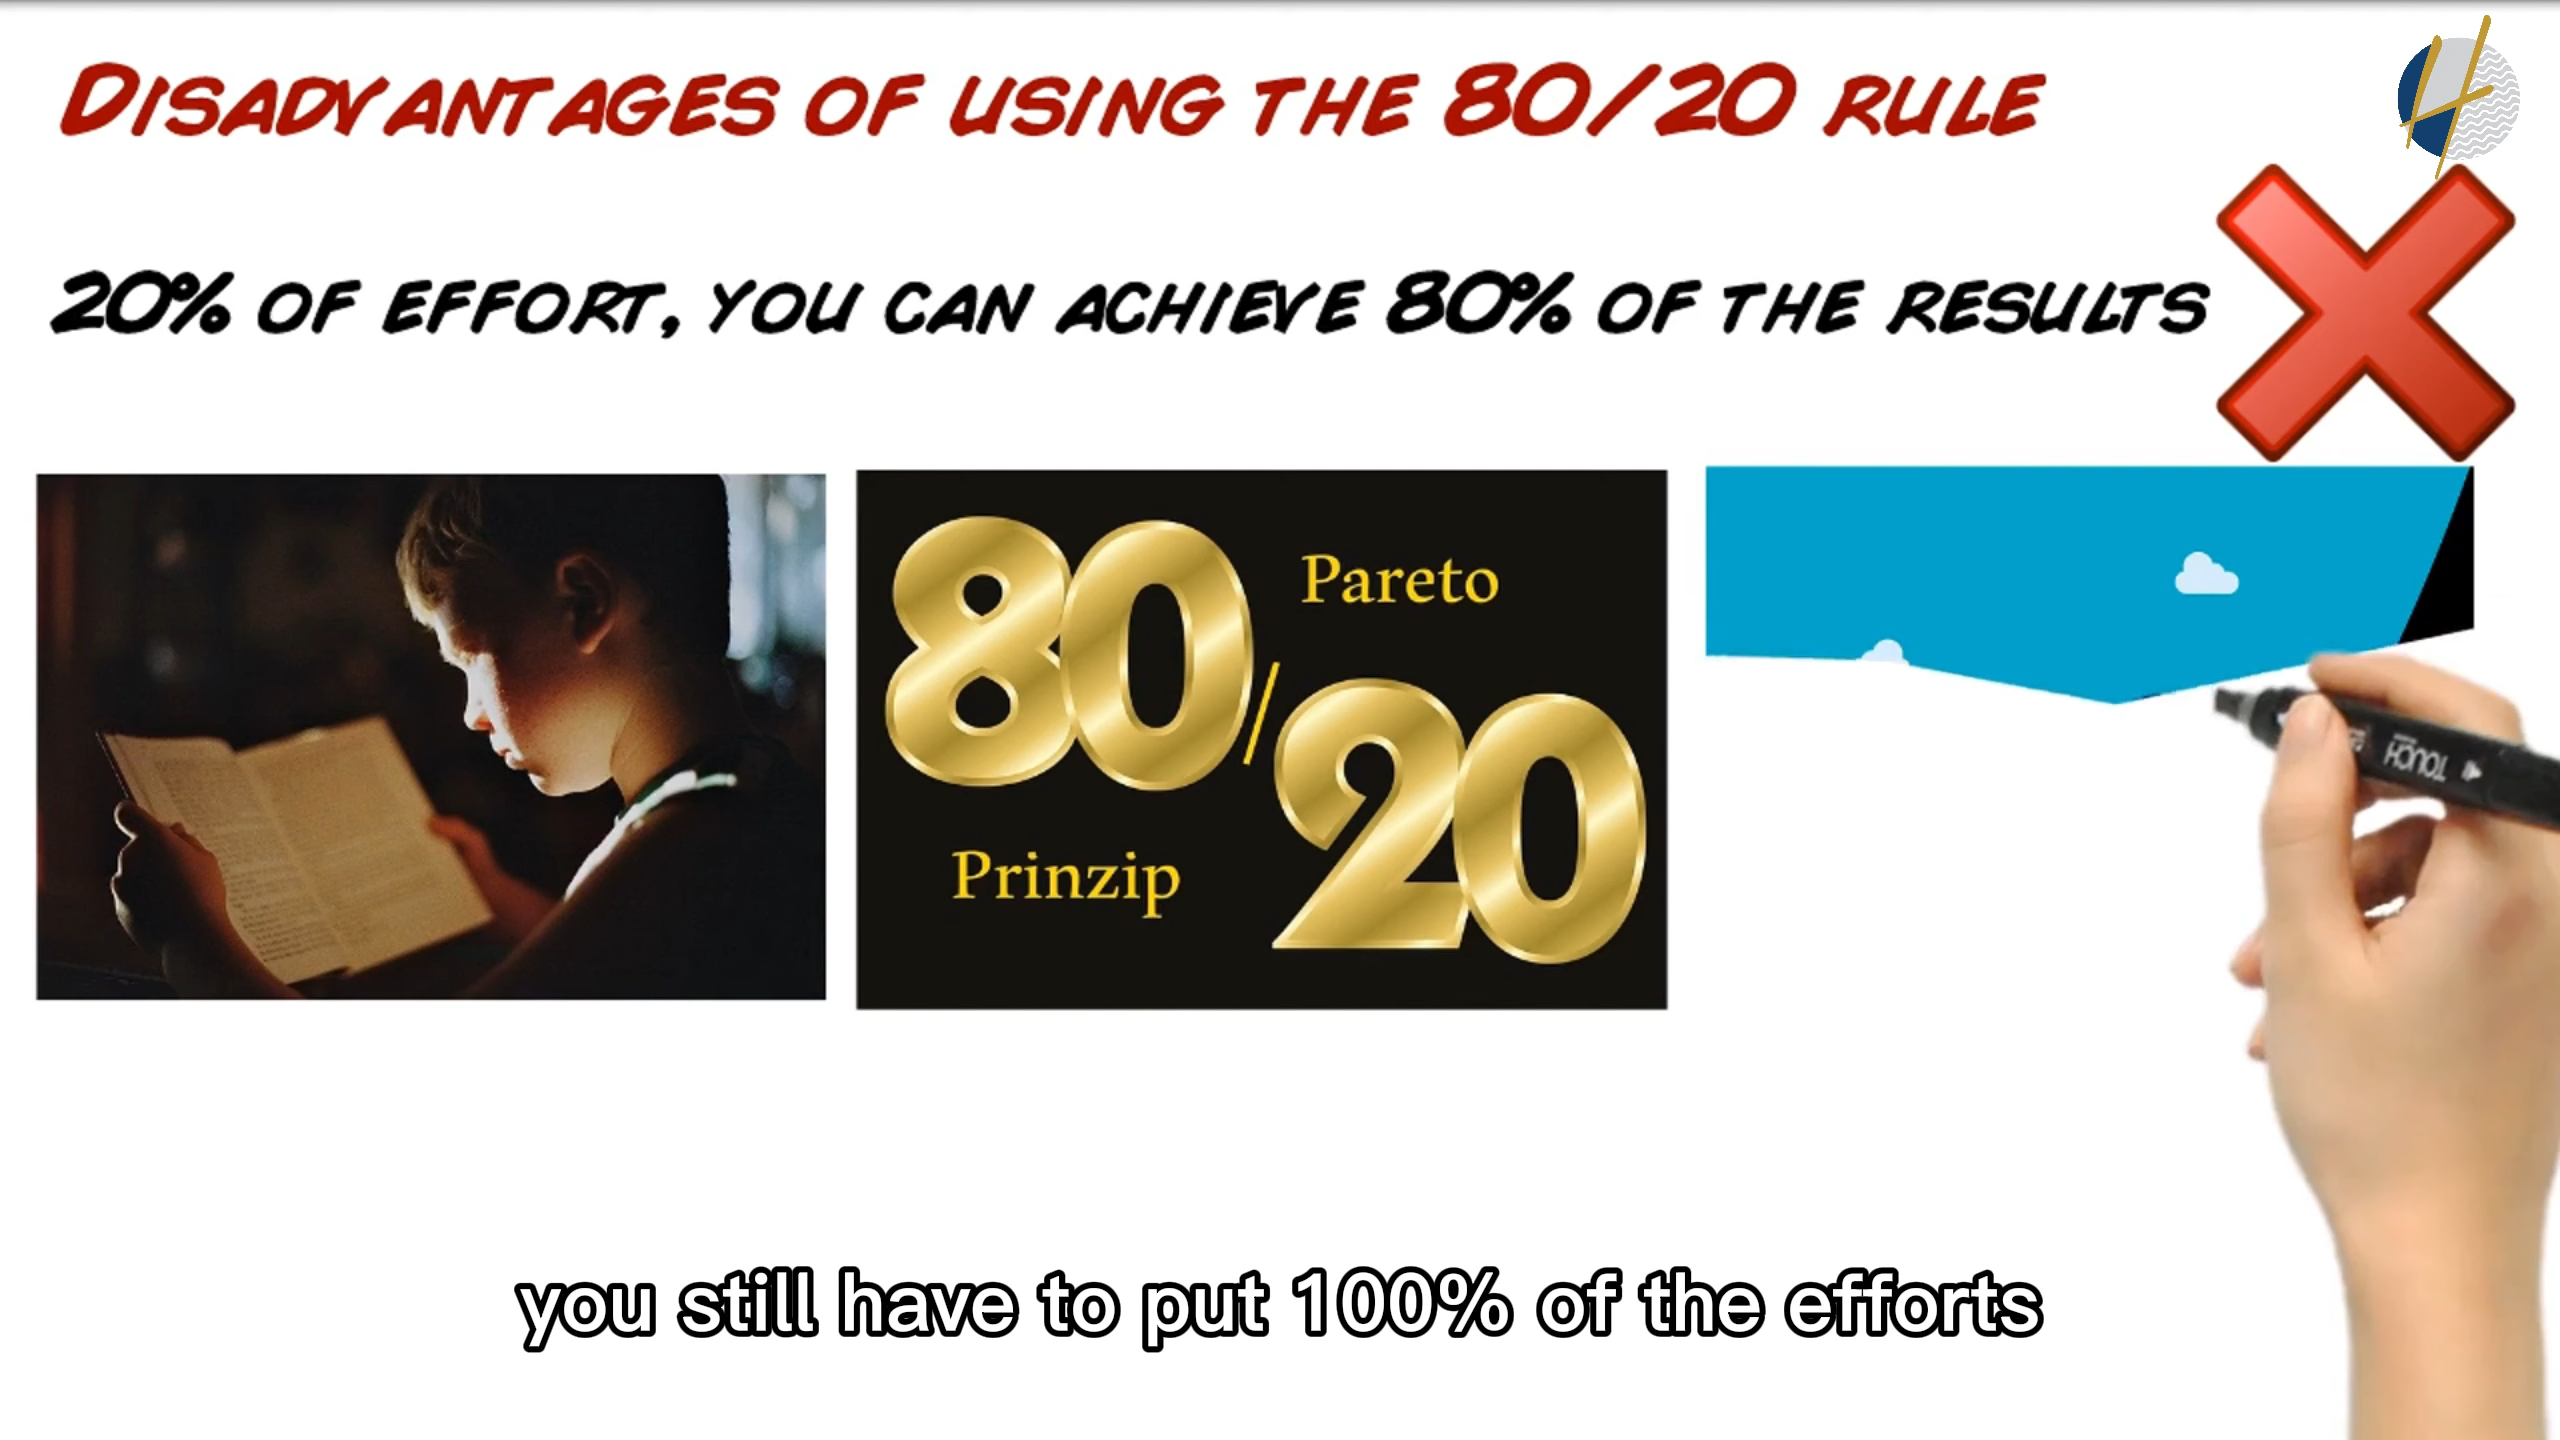 DISADVANTAGES OF USING THE 80/20 RULE
20% OF EFFORT, YOU CAN ACHIEVE 80% OF THE RESULTS
80/20
Pareto
Prinzip
TOUCH
you still have to put 100% of the efforts